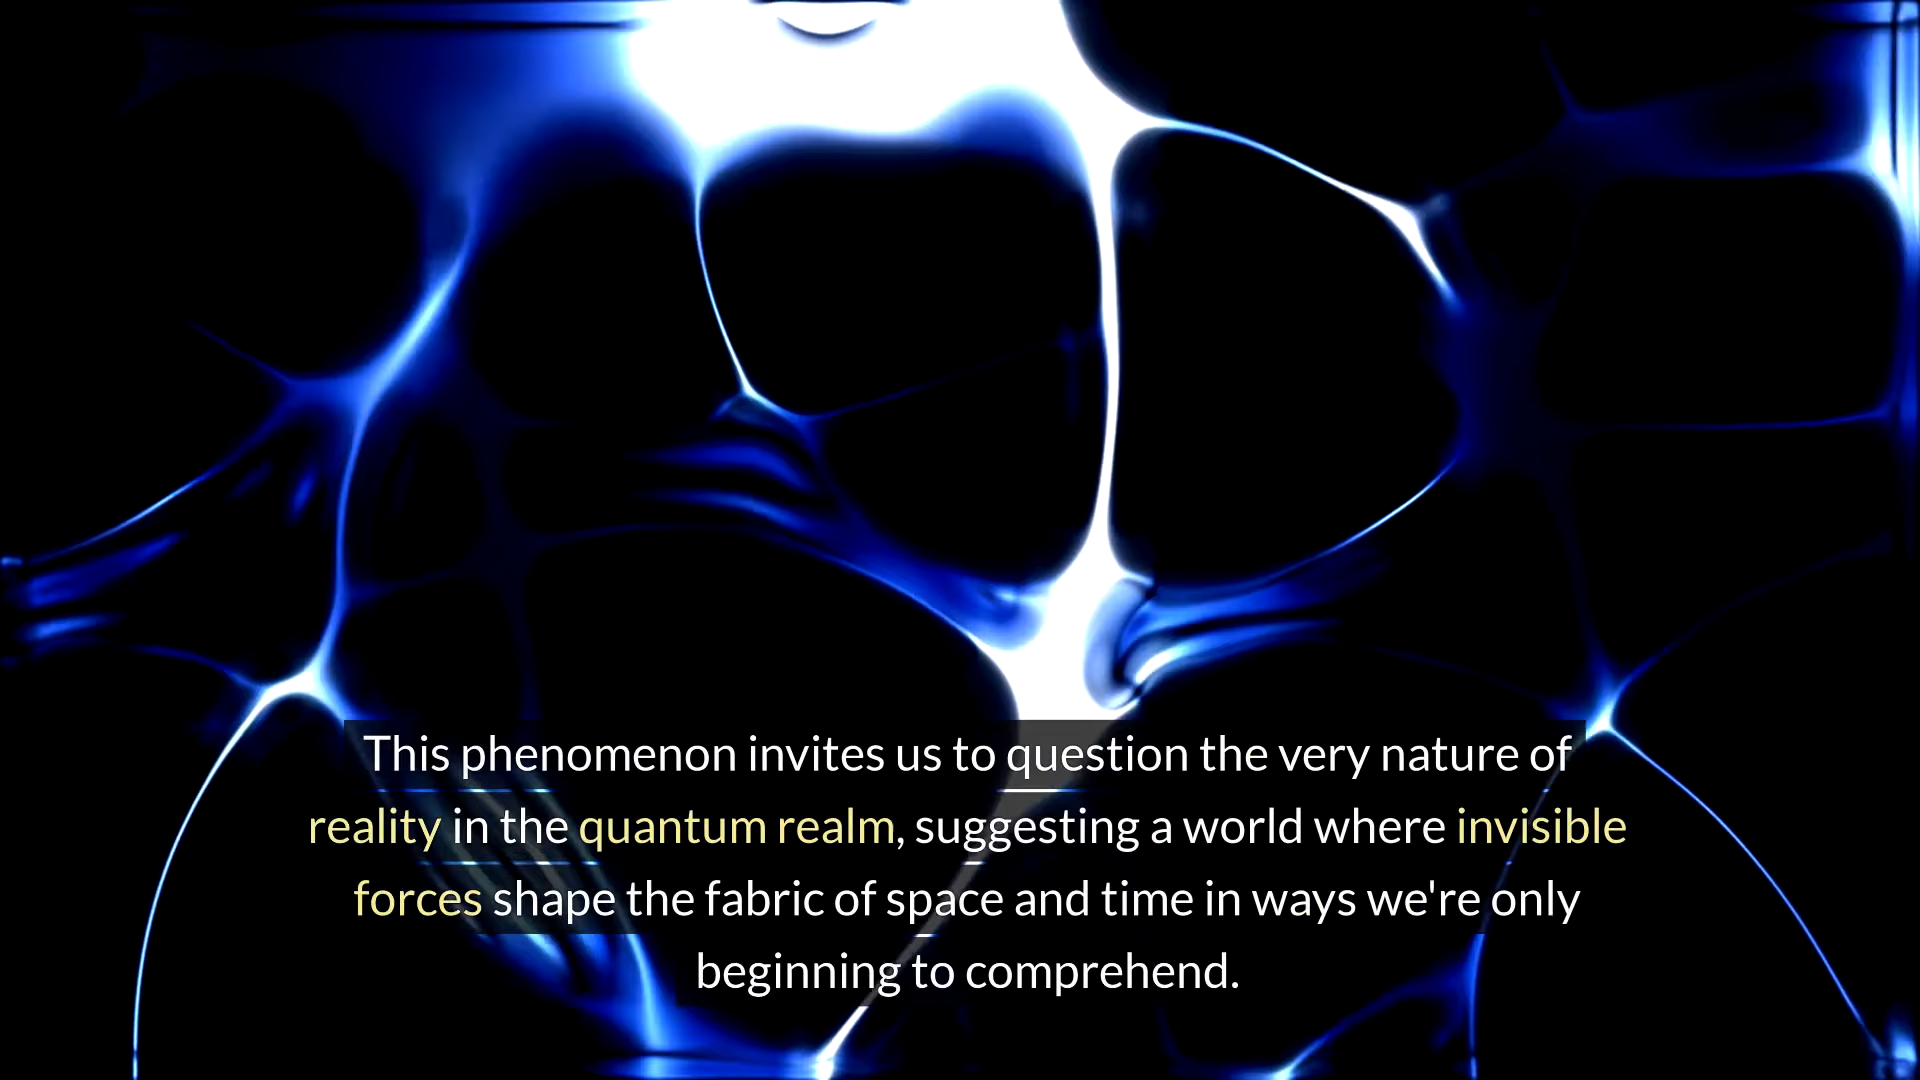 This phenomenon invites us to question the very nature of
reality in the quantum realm, suggesting a world where invisible
forces shape the fabric of space and time in ways we're only
beginning to comprehend.